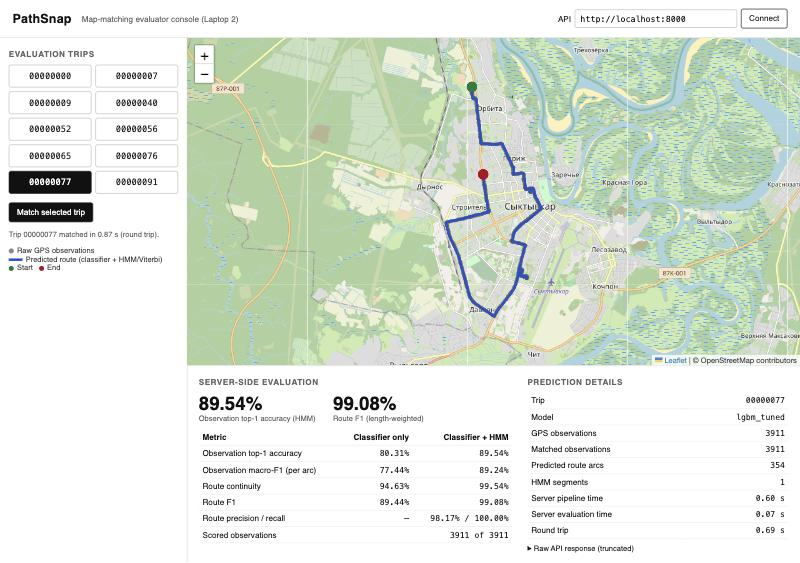 PathSnap Map-matching evaluator console (Laptop 2) API http://localhost:8000 Connect
EVALUATION TRIPS
00000000 00000007
00000009 00000040
00000052 00000056
00000065 00000076
00000077 00000091
Match selected trip
Trip 00000077 matched in 0.87 s (round trip).
Raw GPS observations
Predicted route (classifier + HMM/Viterbi)
Start End
+
−
Трехозёрка
87Р-001
Орбита
Париж
Дырнос
Заречье
Красная Гора
Строитель
Сыктывкар
Выльтыдор
Лесозавод
87К-001
Сыктывкар
Кочпон
Чит
Верхняя Максаковка
Leaflet | © OpenStreetMap contributors
SERVER-SIDE EVALUATION
89.54% 99.08%
Observation top-1 accuracy (HMM) Route F1 (length-weighted)
Metric Classifier only Classifier + HMM
Observation top-1 accuracy 80.31% 89.54%
Observation macro-F1 (per arc) 77.44% 89.24%
Route continuity 94.63% 99.54%
Route F1 89.44% 99.08%
Route precision / recall — 98.17% / 100.00%
Scored observations 3911 of 3911
PREDICTION DETAILS
Trip 00000077
Model lgbm_tuned
GPS observations 3911
Matched observations 3911
Predicted route arcs 354
HMM segments 1
Server pipeline time 0.60 s
Server evaluation time 0.07 s
Round trip 0.69 s
Raw API response (truncated)